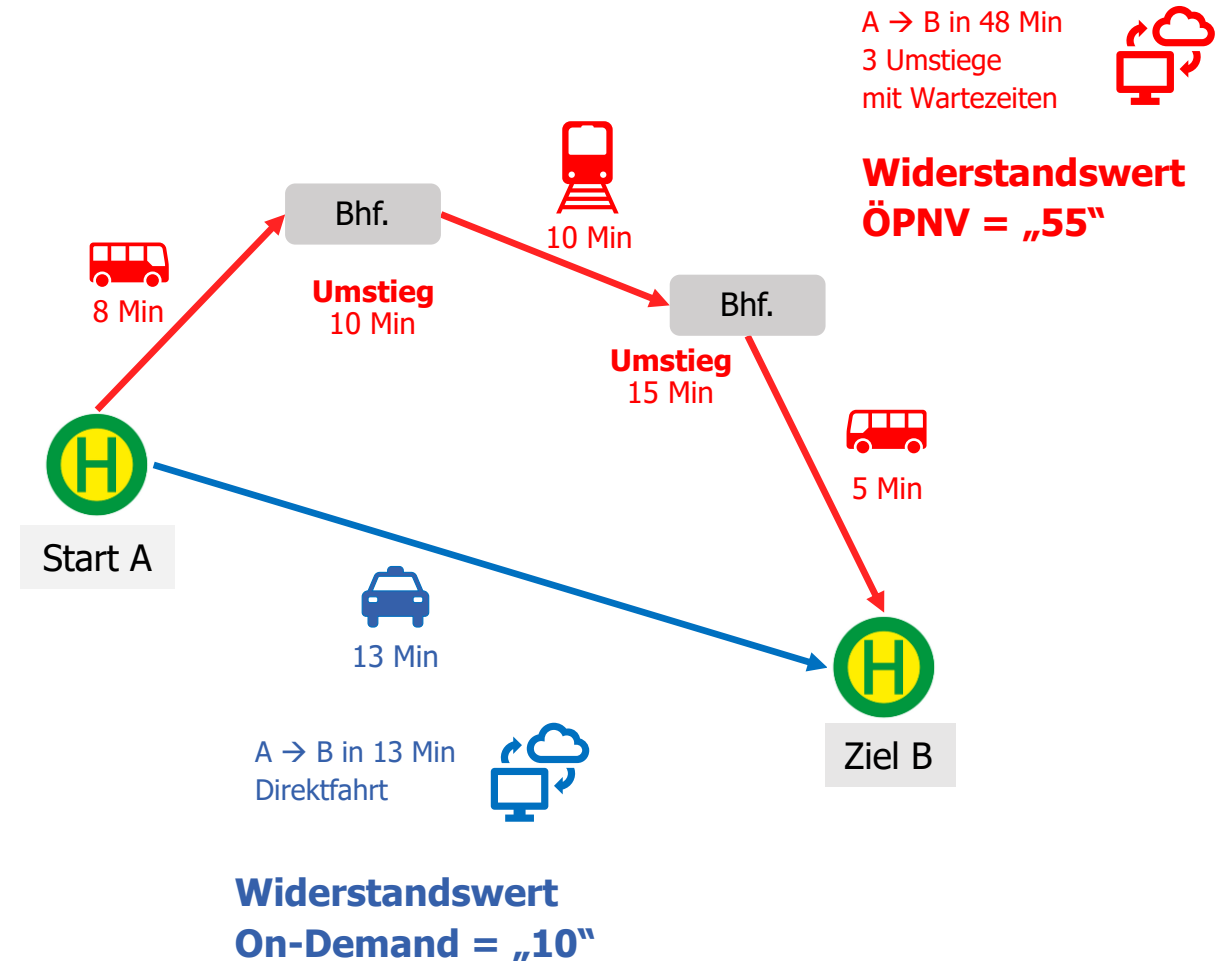 A → B in 48 Min
3 Umstiege
mit Wartezeiten
Widerstandswert
ÖPNV = „55“
Bhf.
10 Min
8 Min
Umstieg
10 Min
Bhf.
Umstieg
15 Min
H
5 Min
Start A
13 Min
H
A → B in 13 Min
Direktfahrt
Ziel B
Widerstandswert
On-Demand = „10“